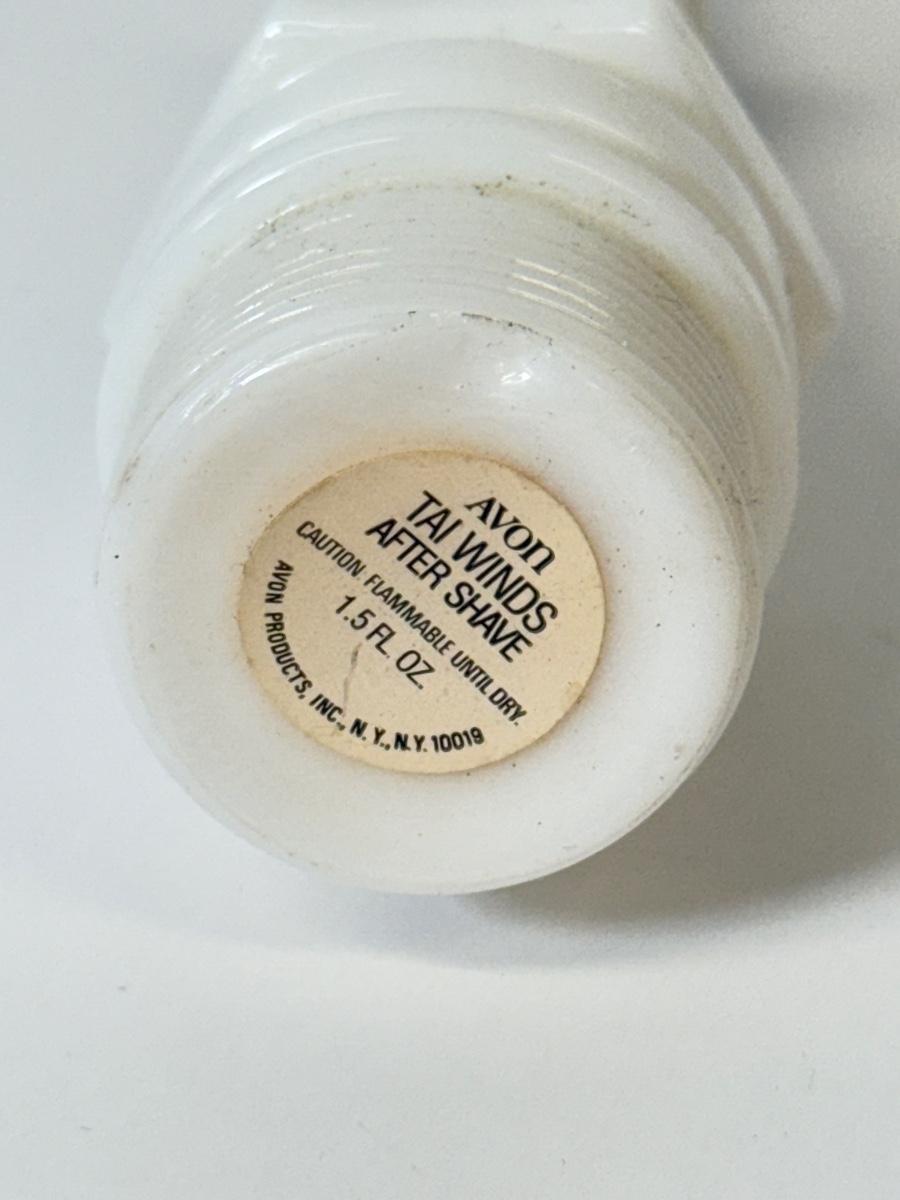 AVON
TAI WINDS
AFTER SHAVE
CAUTION: FLAMMABLE UNTIL DRY.
1.5 FL. OZ.
AVON PRODUCTS, INC., N.Y., N.Y. 10019